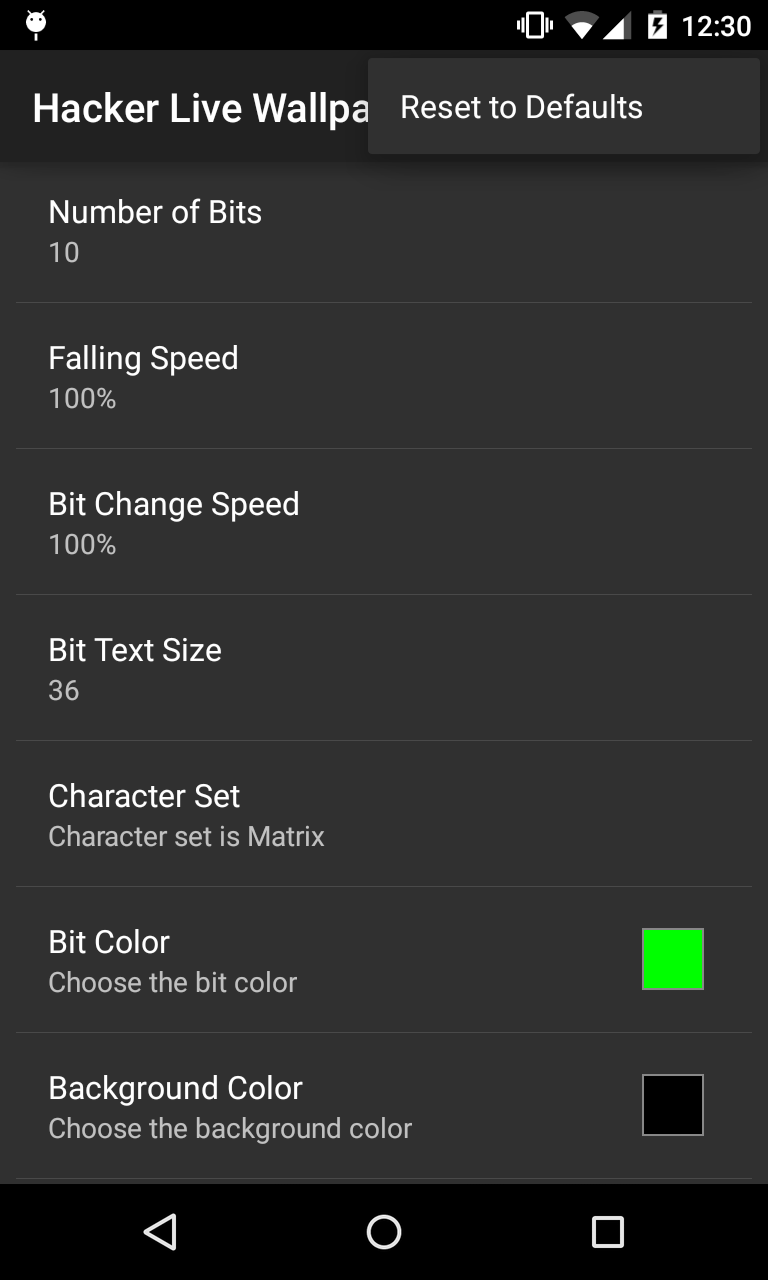 12:30
Hacker Live Wallpa
Reset to Defaults
Number of Bits
10
Falling Speed
100%
Bit Change Speed
100%
Bit Text Size
36
Character Set
Character set is Matrix
Bit Color
Choose the bit color
Background Color
Choose the background color